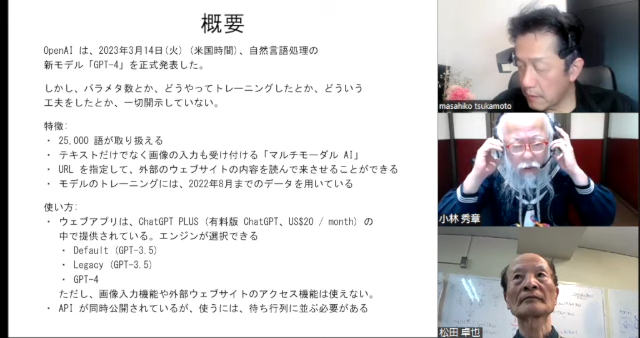 概要
OpenAI は、2023年3月14日(火) (米国時間)、自然言語処理の
新モデル「GPT-4」を正式発表した。
しかし、パラメタ数とか、どうやってトレーニングしたとか、どういう
工夫をしたとか、一切開示していない。
特徴:
・ 25,000 語が取り扱える
・ テキストだけでなく画像の入力も受け付ける「マルチモーダル AI」
・ URL を指定して、外部のウェブサイトの内容を読んで来させることができる
・ モデルのトレーニングには、2022年8月までのデータを用いている
使い方:
・ ウェブアプリは、ChatGPT PLUS (有料版 ChatGPT、US$20 / month) の
中で提供されている。エンジンが選択できる
・ Default (GPT-3.5)
・ Legacy (GPT-3.5)
・ GPT-4
ただし、画像入力機能や外部ウェブサイトのアクセス機能は使えない。
・ API が同時公開されているが、使うには、待ち行列に並ぶ必要がある
masahiko tsukamoto
小林 秀章
松田 卓也